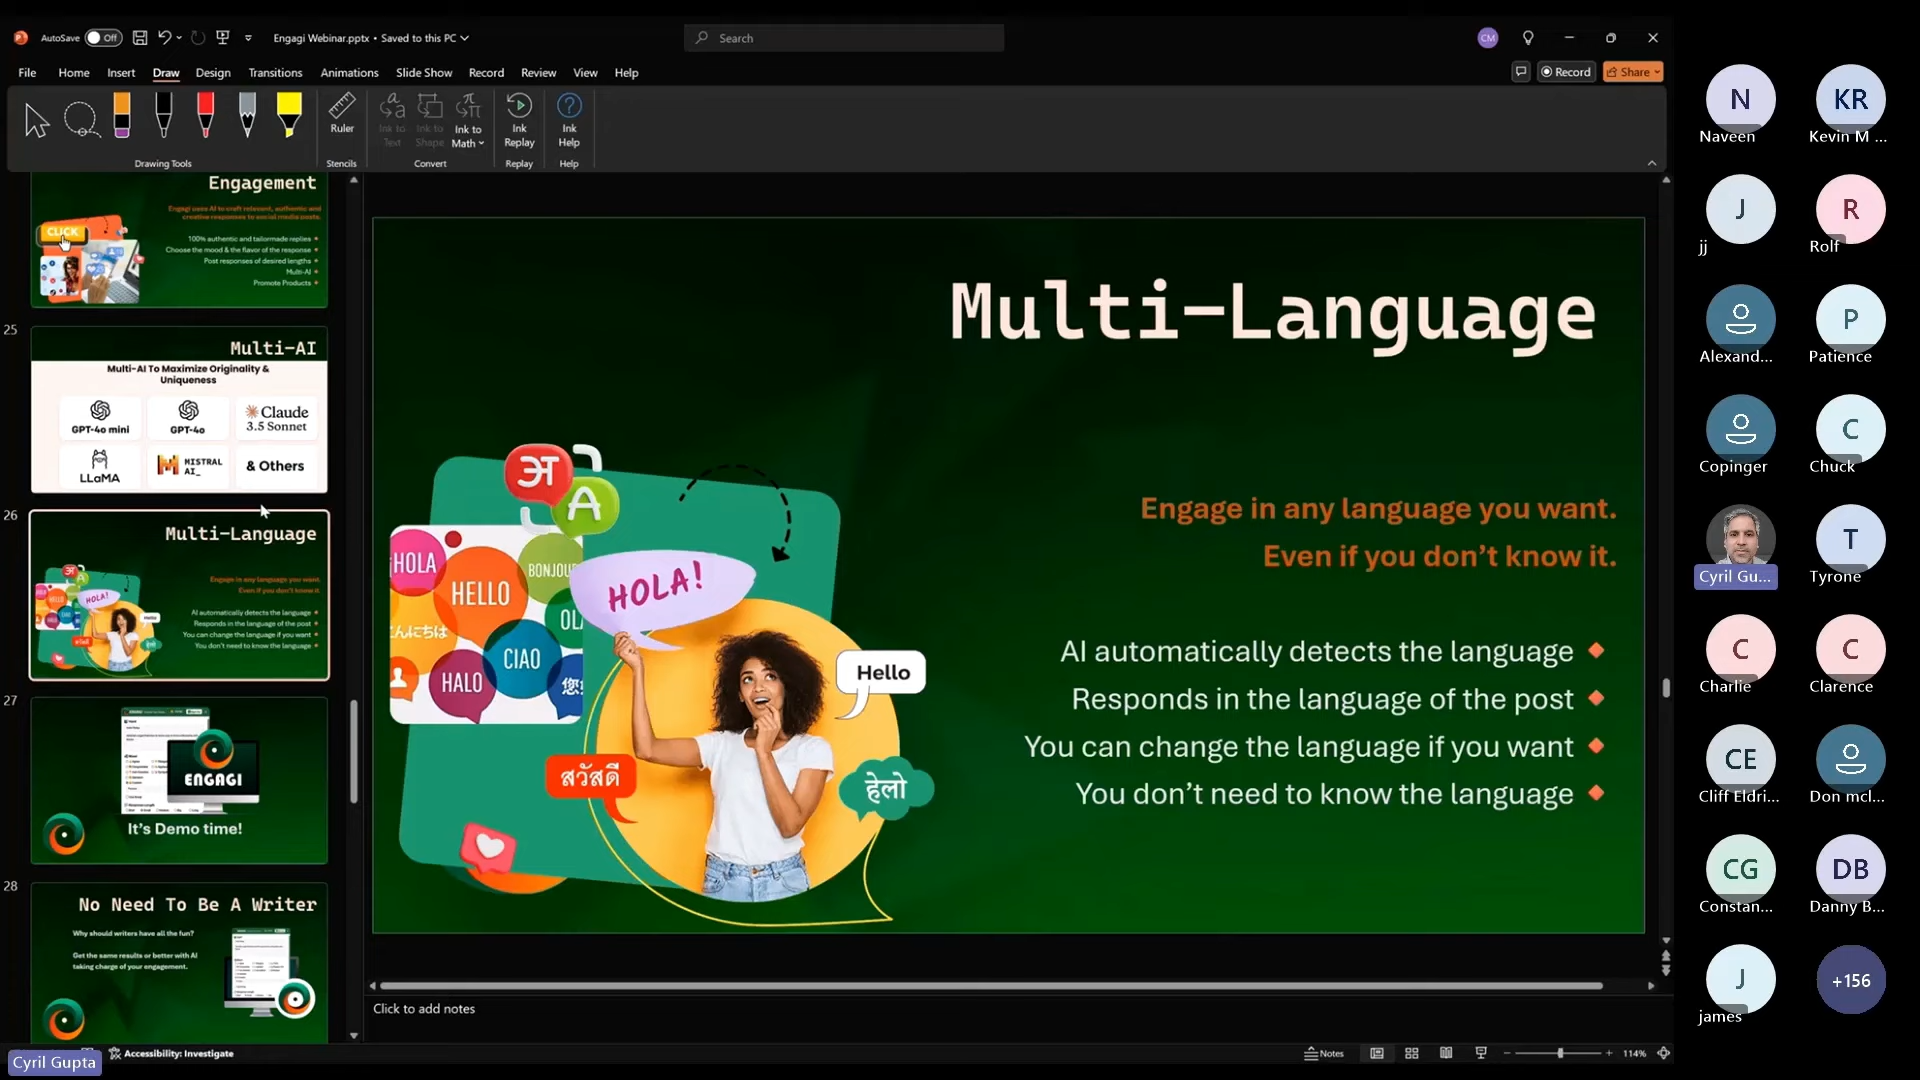 AutoSave Off
Engagi Webinar.pptx • Saved to this PC
Search
CM
File Home Insert Draw Design Transitions Animations Slide Show Record Review View Help
Record Share
Ruler
Ink to Text
Ink to Shape
Ink to Math
Ink Replay
Ink Help
Drawing Tools Stencils Convert Replay Help
Engagement
Engagi uses AI to craft relevant, authentic and
creative responses to social media posts.
CLICK
100% authentic and tailormade replies
Choose the mood & the flavor of the response
Post responses of desired lengths
Multi-AI
Promote Products
25
Multi-AI
Multi-AI To Maximize Originality &
Uniqueness
GPT-4o mini
GPT-4o
Claude
3.5 Sonnet
LLaMA
MISTRAL
AI_
& Others
26
Multi-Language
Engage in any language you want.
Even if you don't know it.
AI automatically detects the language
Responds in the language of the post
You can change the language if you want
You don't need to know the language
HOLA!
27
ENGAGI
It's Demo time!
28
No Need To Be A Writer
Why should writers have all the fun?
Get the same results or better with AI
taking charge of your engagement.
Multi-Language
Engage in any language you want.
Even if you don't know it.
AI automatically detects the language
Responds in the language of the post
You can change the language if you want
You don't need to know the language
अ
A
HOLA
HELLO
BONJOU
CIAO
HALO
HOLA!
Hello
สวัสดี
हेलो
Click to add notes
Accessibility: Investigate
Notes
114%
Cyril Gupta
N
Naveen
KR
Kevin M ...
J
jj
R
Rolf
Alexand...
P
Patience
Copinger
C
Chuck
Cyril Gu...
T
Tyrone
C
Charlie
C
Clarence
CE
Cliff Eldri...
Don mcl...
CG
Constan...
DB
Danny B...
J
james
+156